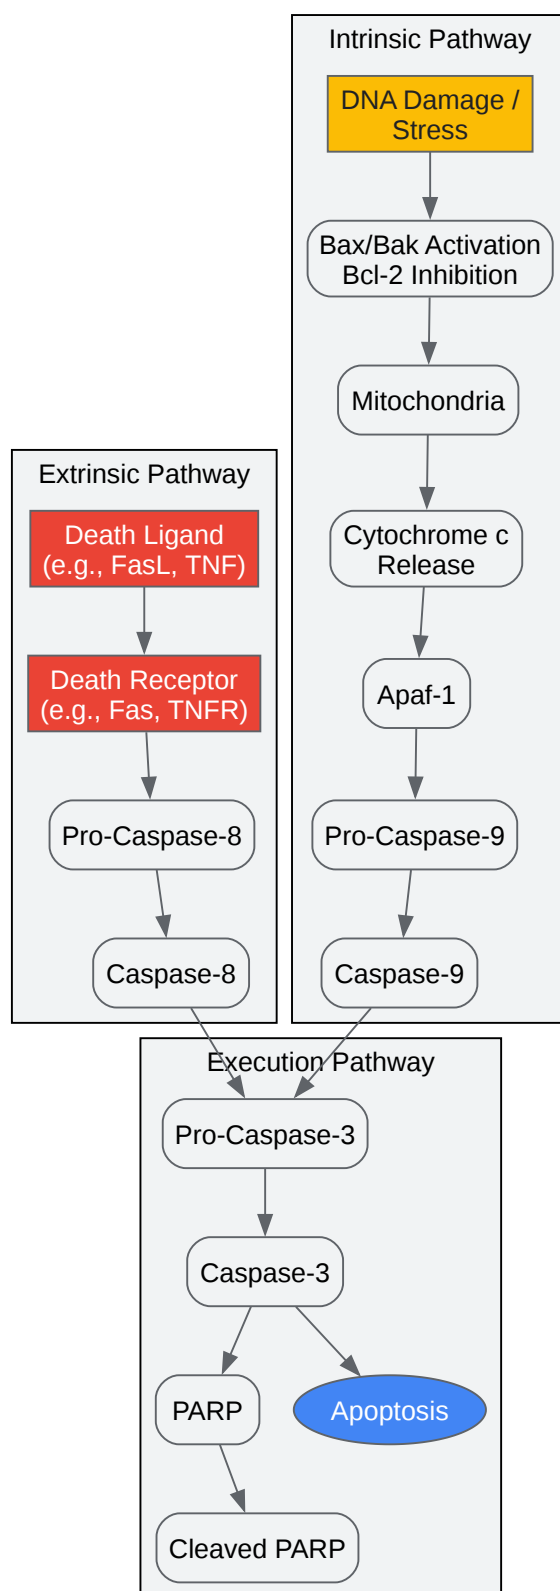 Intrinsic Pathway
DNA Damage /
Stress
Bax/Bak Activation
Bcl-2 Inhibition
Mitochondria
Cytochrome c
Release
Apaf-1
Pro-Caspase-9
Caspase-9
Extrinsic Pathway
Death Ligand
(e.g., FasL, TNF)
Death Receptor
(e.g., Fas, TNFR)
Pro-Caspase-8
Caspase-8
Execution Pathway
Pro-Caspase-3
Caspase-3
PARP
Apoptosis
Cleaved PARP